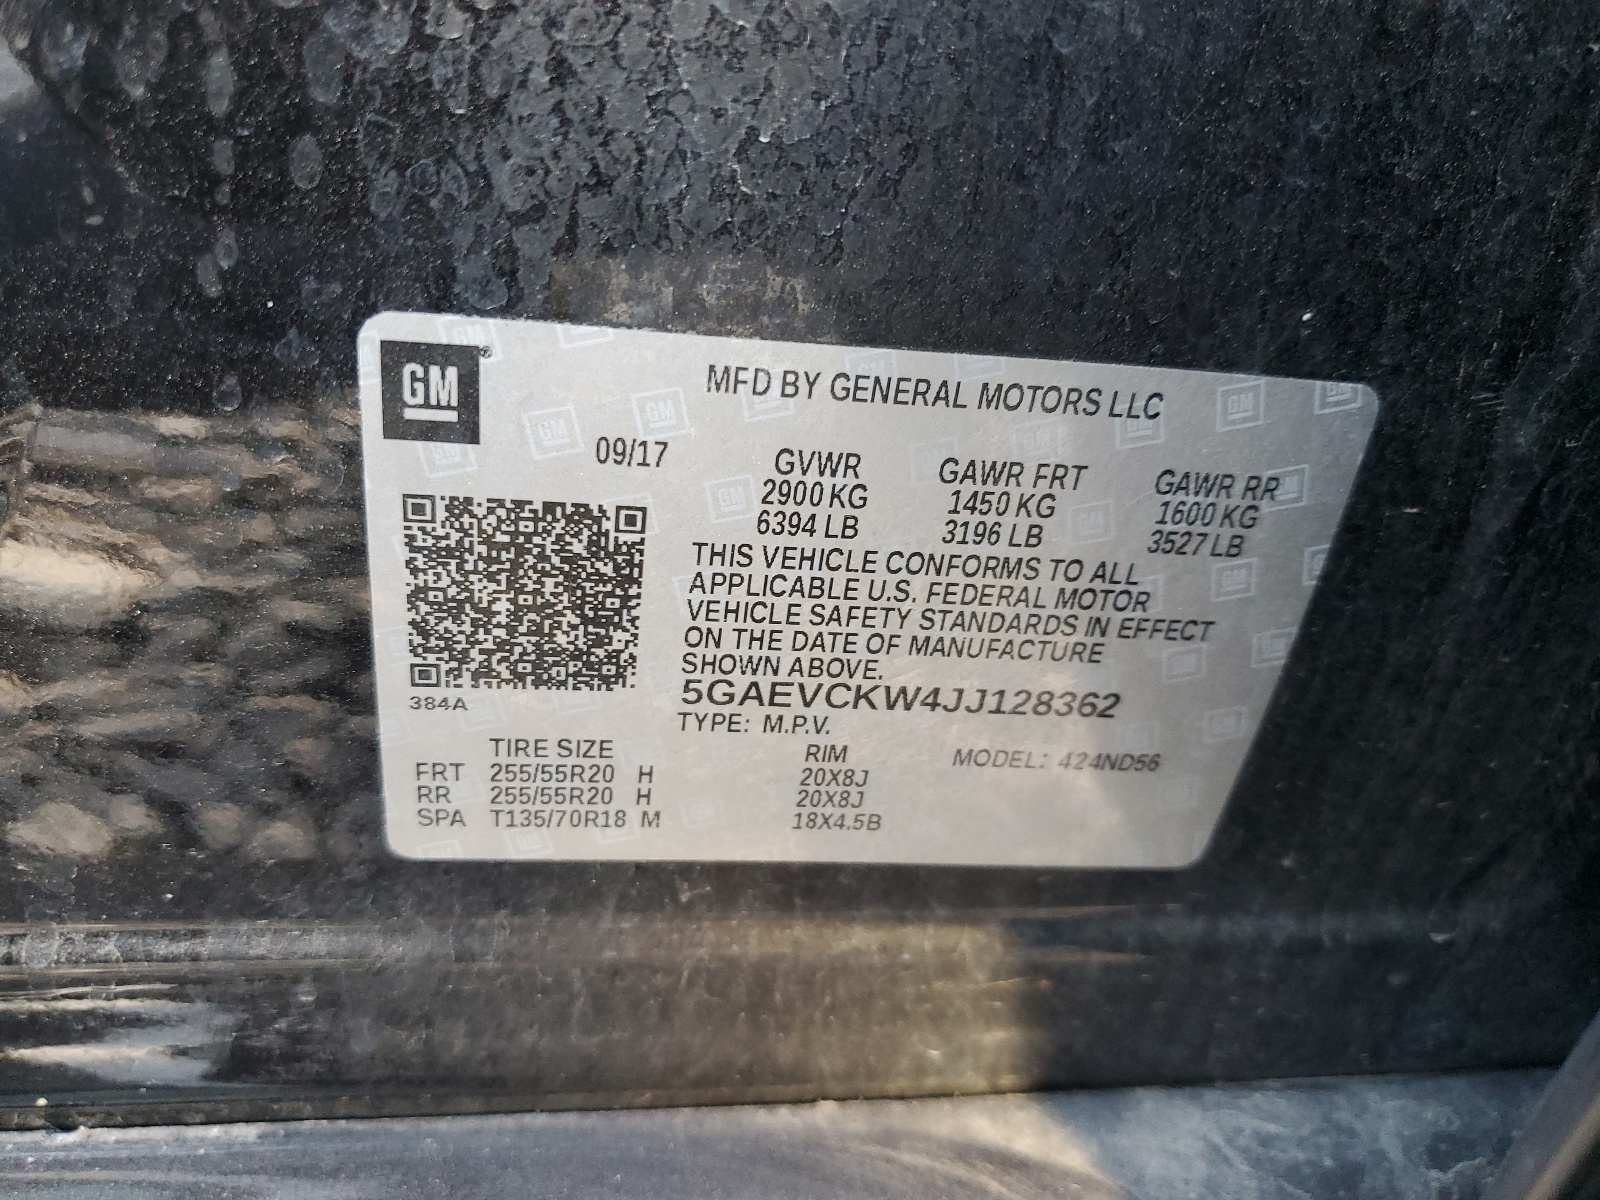 GM®
MFD BY GENERAL MOTORS LLC
09/17
GVWR GAWR FRT GAWR RR
2900 KG 1450 KG 1600 KG
6394 LB 3196 LB 3527 LB
THIS VEHICLE CONFORMS TO ALL
APPLICABLE U.S. FEDERAL MOTOR
VEHICLE SAFETY STANDARDS IN EFFECT
ON THE DATE OF MANUFACTURE
SHOWN ABOVE.
5GAEVCKW4JJ128362
384A
TYPE: M.P.V.
TIRE SIZE RIM MODEL: 424ND56
FRT 255/55R20 H 20X8J
RR 255/55R20 H 20X8J
SPA T135/70R18 M 18X4.5B